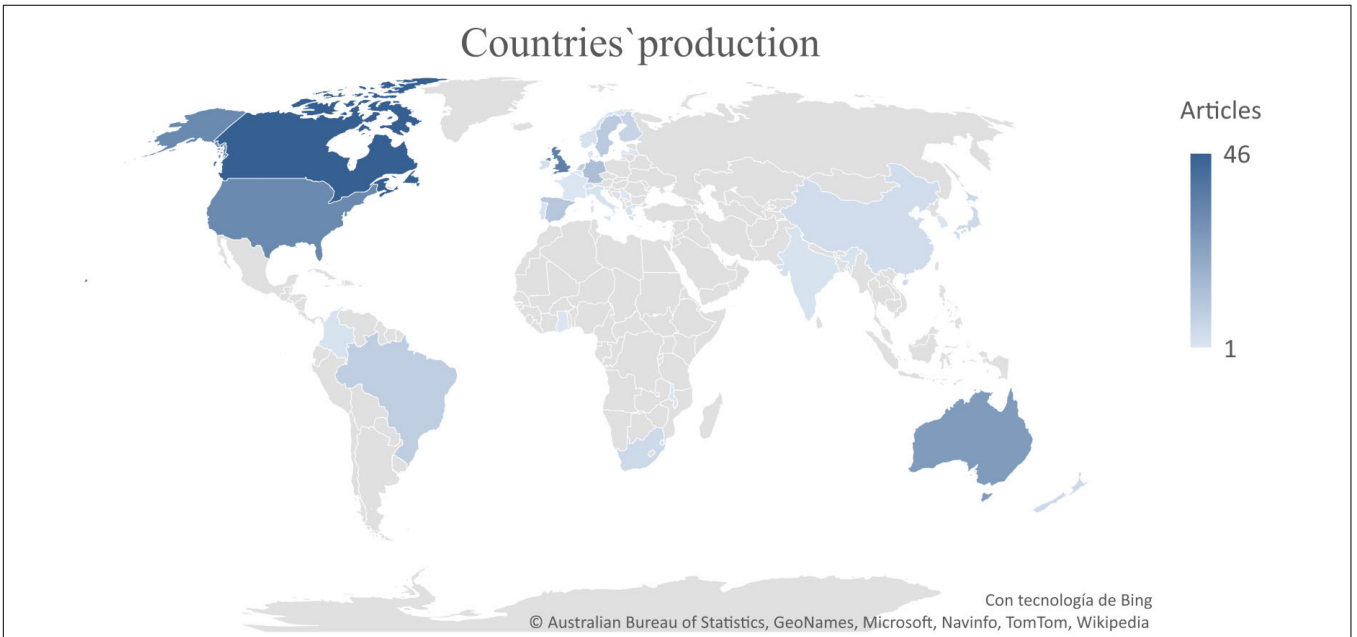 Countries`production
Articles
46
1
Con tecnología de Bing
© Australian Bureau of Statistics, GeoNames, Microsoft, Navinfo, TomTom, Wikipedia